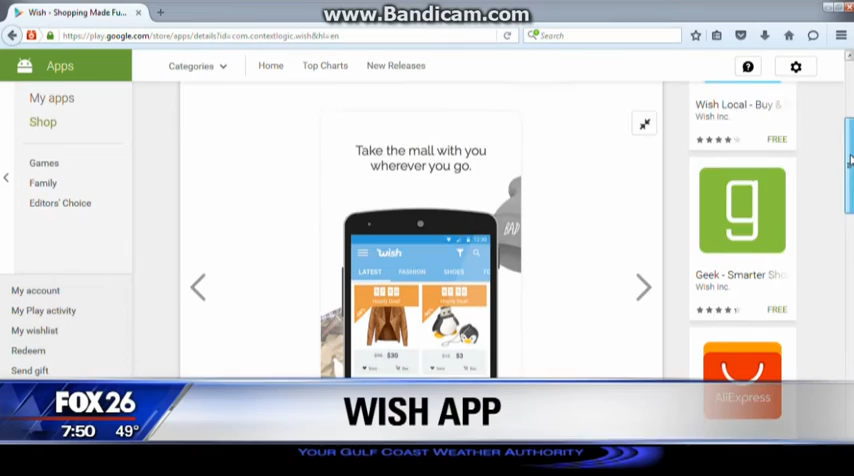 www.Bandicam.com
Wish - Shopping Made Fu...
https://play.google.com/store/apps/details?id=com.contextlogic.wish&hl=en
Search
Apps
Categories
Home
Top Charts
New Releases
My apps
Shop
Games
Family
Editors' Choice
My account
My Play activity
My wishlist
Redeem
Send gift
Take the mall with you
wherever you go.
BAD
wish
LATEST
FASHION
SHOES
$30
$3
Wish Local - Buy &
Wish Inc.
FREE
g
Geek - Smarter Sho
Wish Inc.
FREE
AliExpress
FOX 26
7:50 49°
WISH APP
YOUR GULF COAST WEATHER AUTHORITY